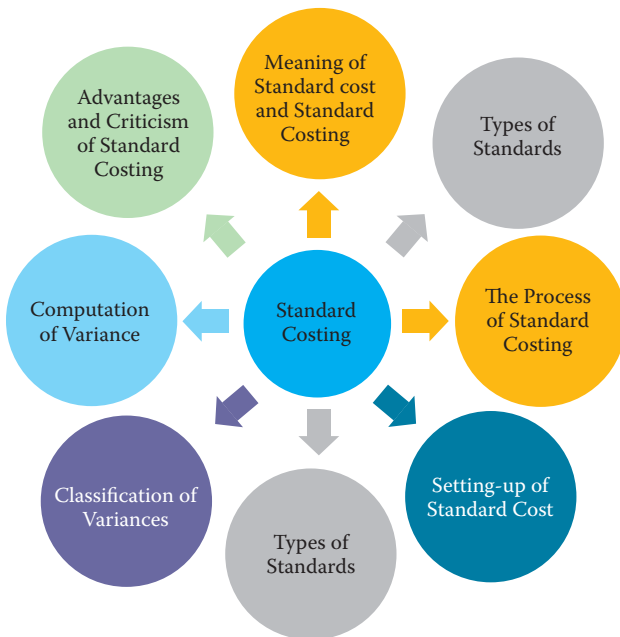 Meaning of
Standard cost
and Standard
Costing
Types of
Standards
The Process
of Standard
Costing
Setting-up of
Standard Cost
Types of
Standards
Classification of
Variances
Computation
of Variance
Advantages
and Criticism
of Standard
Costing
Standard
Costing